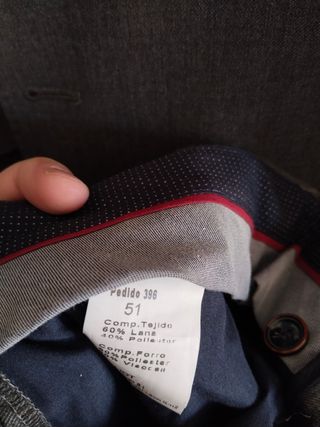 Pedido 396
51
Comp.Tejido
60% Lana
40% Poliester
Comp.Forro
Poliester
Viscosa